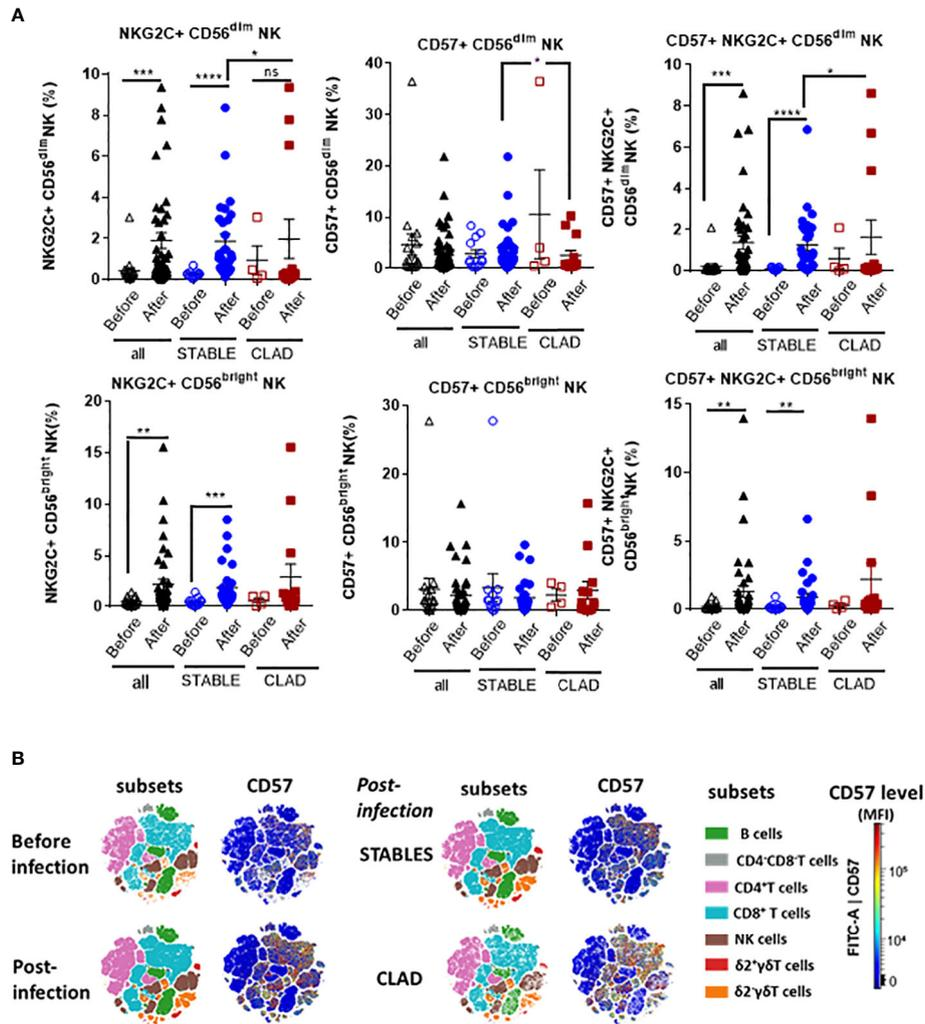 A
NKG2C+ CD56dim NK
NKG2C+ CD56dimNK (%)
10
8
6
4
2
0
***
****
*
ns
Before
After
Before
After
Before
After
all
STABLE
CLAD
CD57+ CD56dim NK
CD57+ CD56dim NK (%)
40
30
20
10
0
*
Before
After
Before
After
Before
After
all
STABLE
CLAD
CD57+ NKG2C+ CD56dim NK
CD57+ NKG2C+
CD56dimNK (%)
10
8
6
4
2
0
***
****
*
Before
After
Before
After
Before
After
all
STABLE
CLAD
NKG2C+ CD56bright NK
NKG2C+ CD56brightNK(%)
20
15
10
5
0
**
***
Before
After
Before
After
Before
After
all
STABLE
CLAD
CD57+ CD56bright NK
CD57+ CD56bright NK(%)
30
20
10
0
Before
After
Before
After
Before
After
all
STABLE
CLAD
CD57+ NKG2C+ CD56bright NK
CD57+ NKG2C+
CD56brightNK (%)
15
10
5
0
**
**
Before
After
Before
After
Before
After
all
STABLE
CLAD
B
subsets
CD57
Before
infection
Post-
infection
Post-
infection
subsets
CD57
STABLES
CLAD
subsets
B cells
CD4-CD8-T cells
CD4+T cells
CD8+ T cells
NK cells
δ2+γδT cells
δ2-γδT cells
CD57 level
(MFI)
FITC-A | CD57
105
104
0